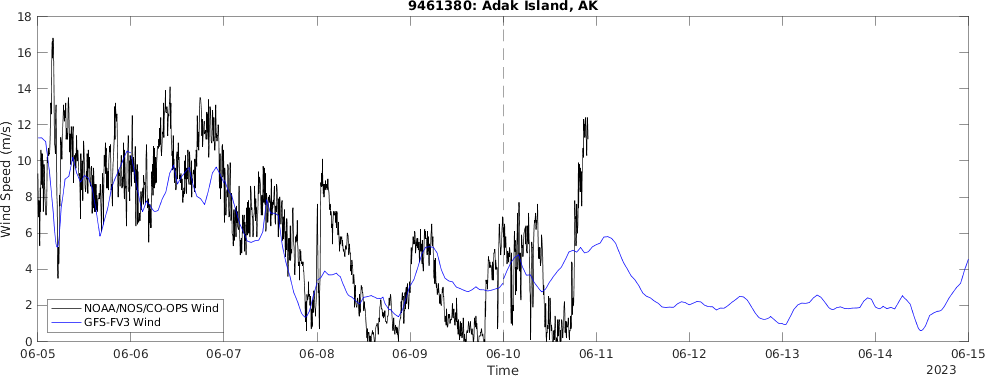 9461380: Adak Island, AK
Wind Speed (m/s)
18
16
14
12
10
8
6
4
2
0
NOAA/NOS/CO-OPS Wind
GFS-FV3 Wind
06-05 06-06 06-07 06-08 06-09 06-10 06-11 06-12 06-13 06-14 06-15
Time
2023